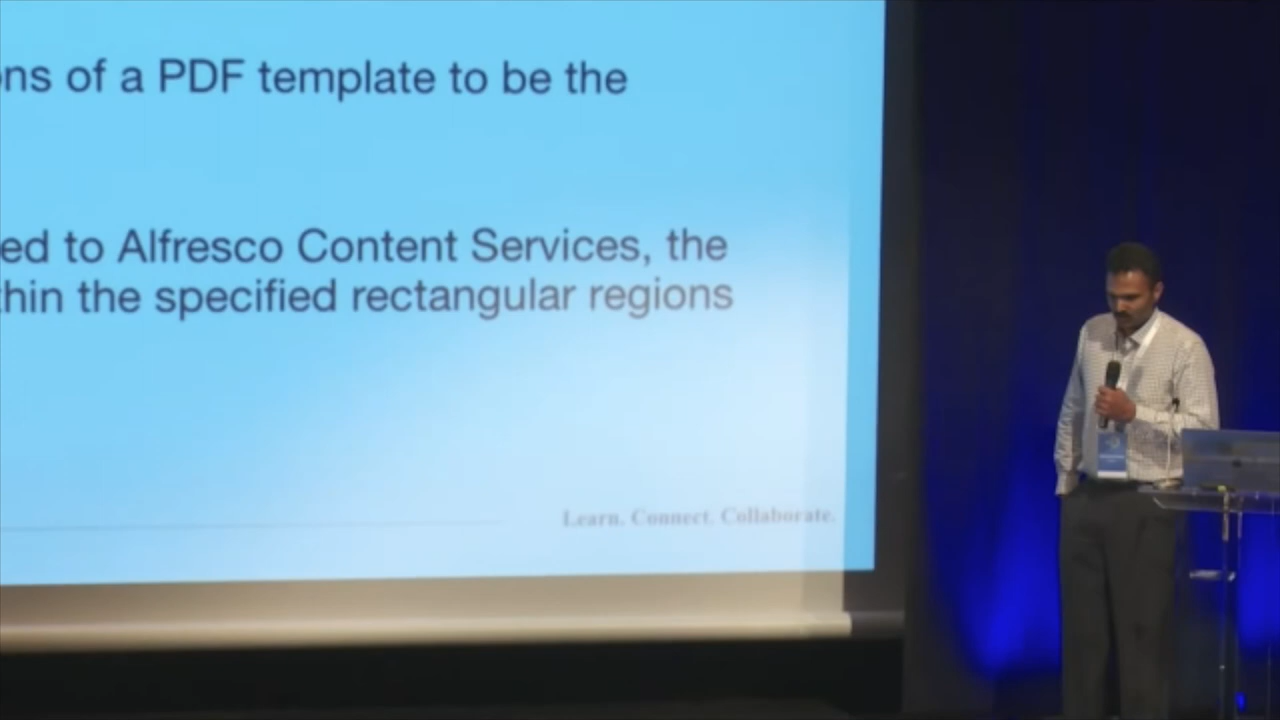 ons of a PDF template to be the
ed to Alfresco Content Services, the
thin the specified rectangular regions
Learn. Connect. Collaborate.